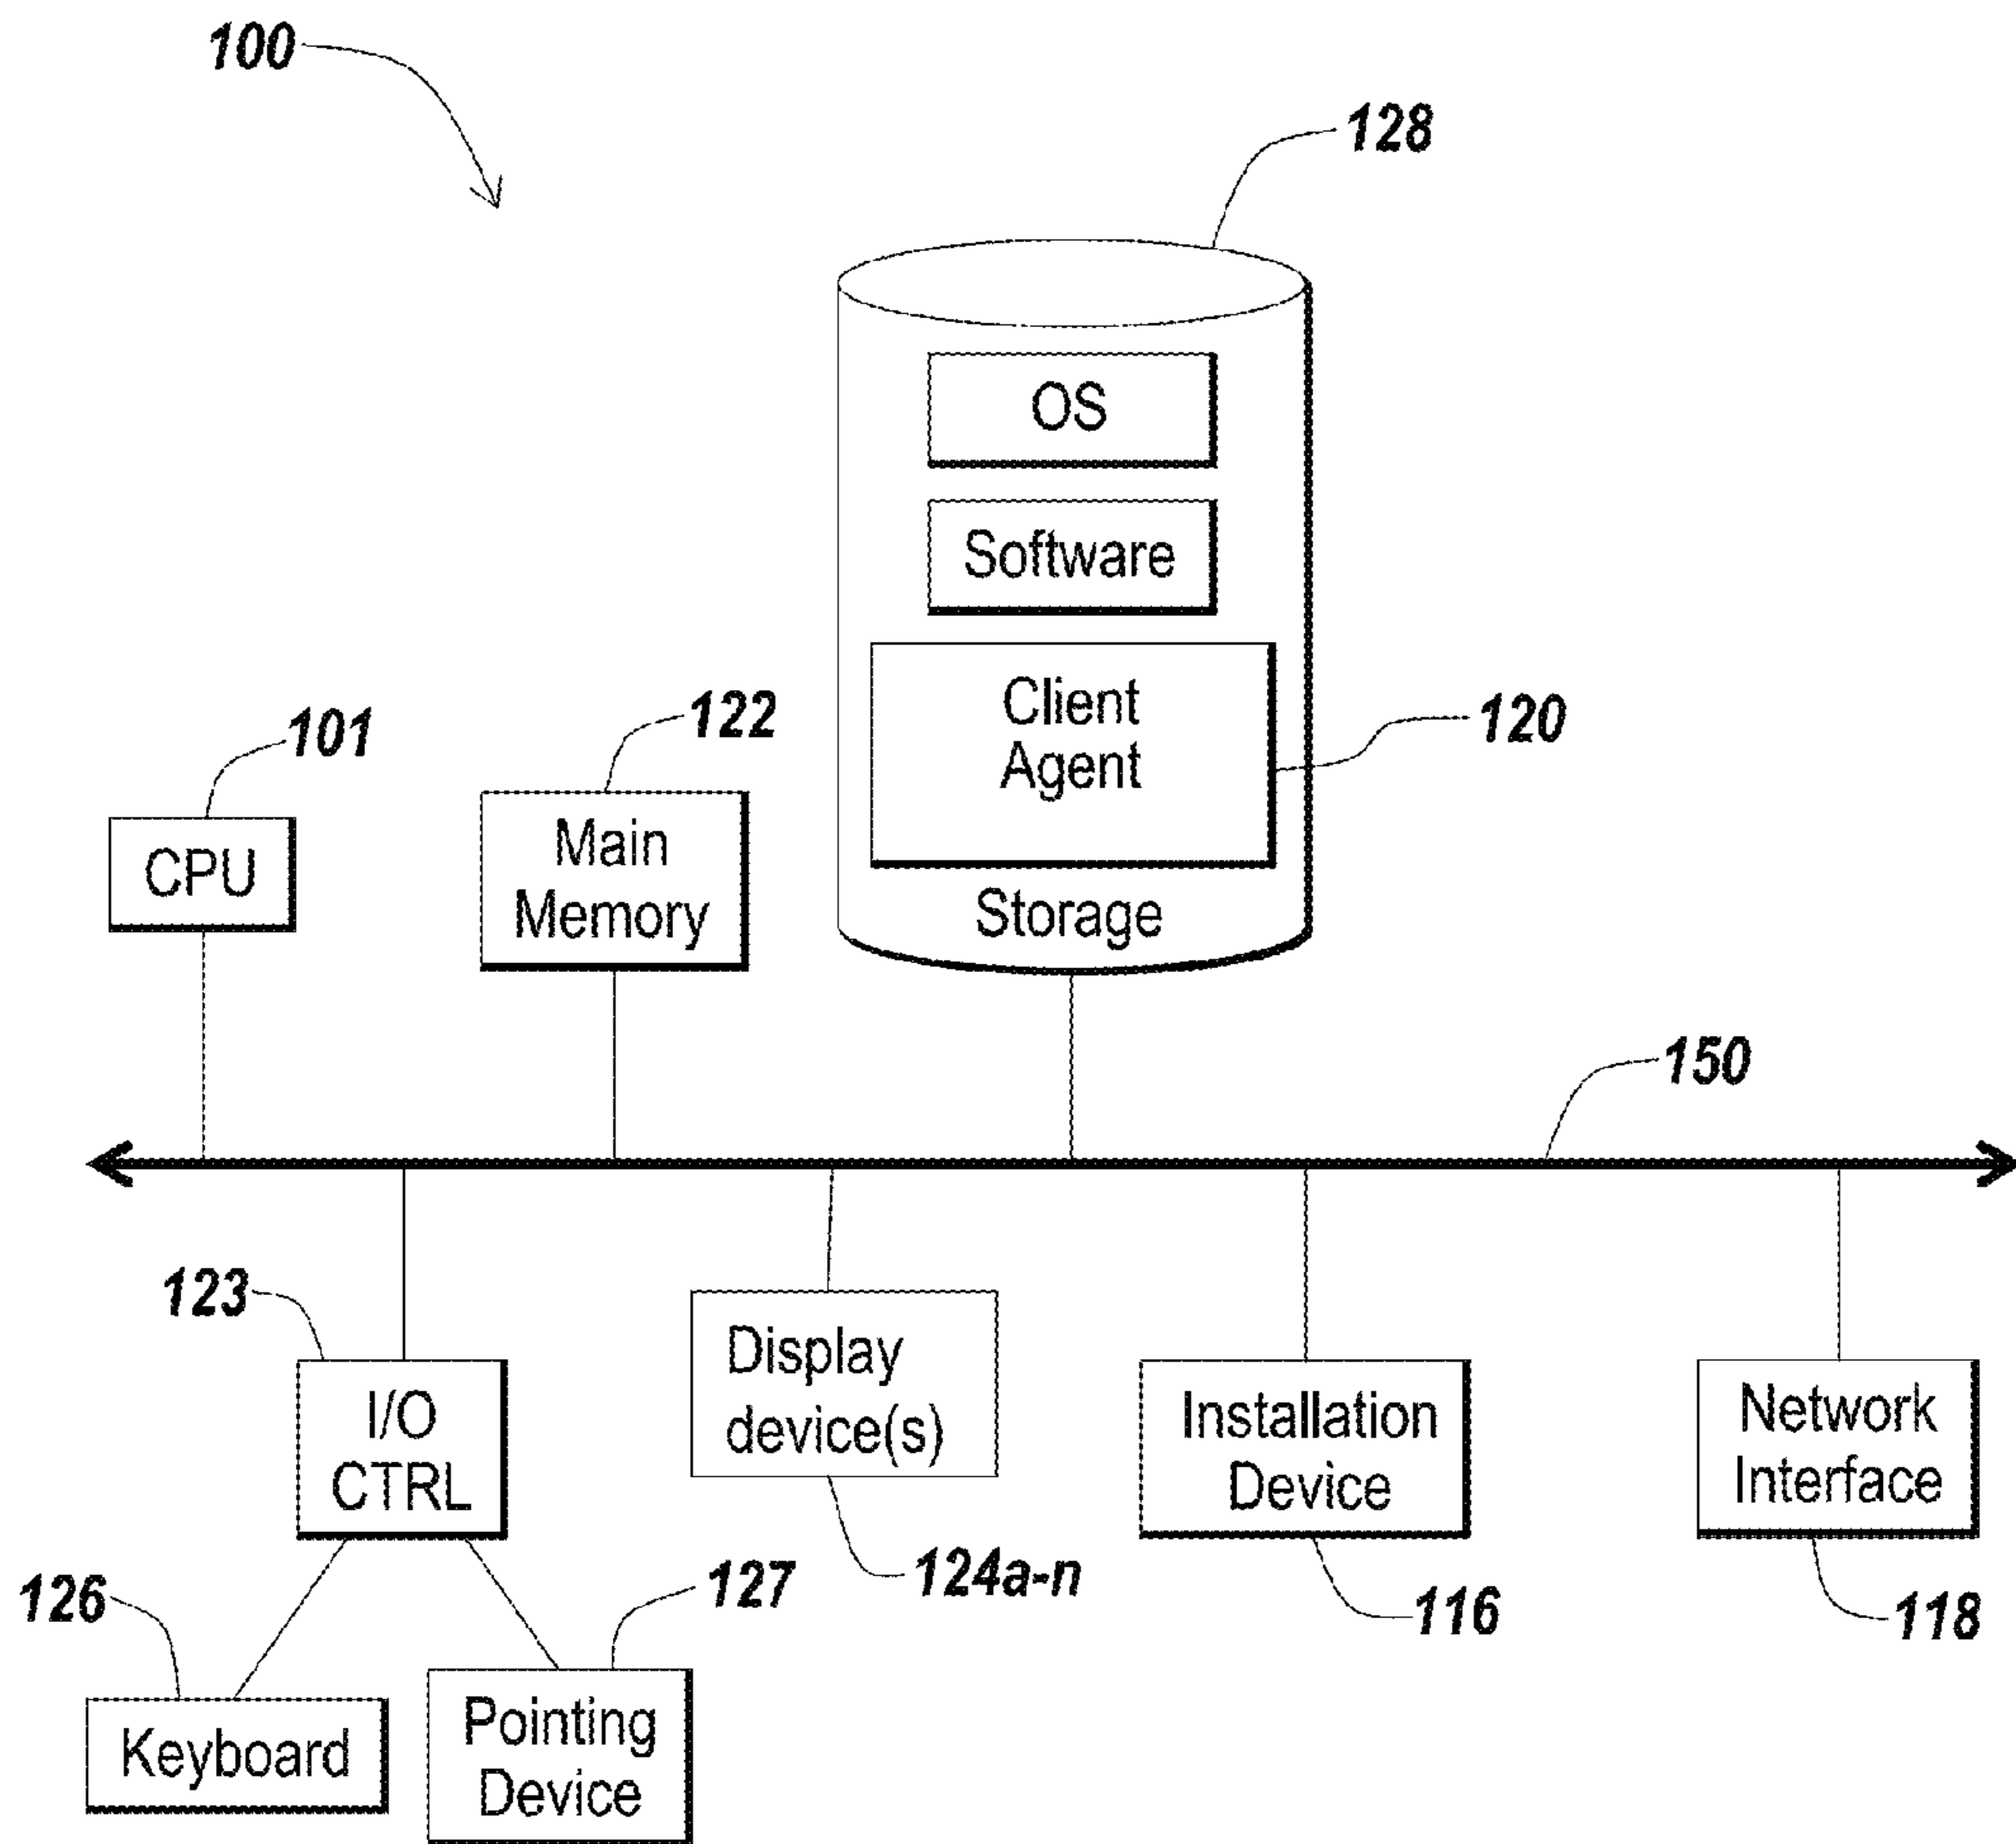 100
128
OS
Software
Client
Agent
120
Storage
101
CPU
122
Main
Memory
150
123
I/O
CTRL
Display
device(s)
124a-n
Installation
Device
116
Network
Interface
118
126
Keyboard
127
Pointing
Device